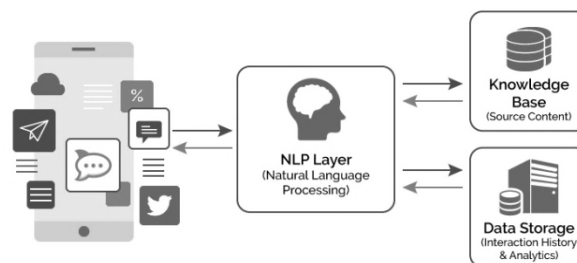 %
NLP Layer
(Natural Language
Processing)
Knowledge
Base
(Source Content)
Data Storage
(Interaction History
& Analytics)